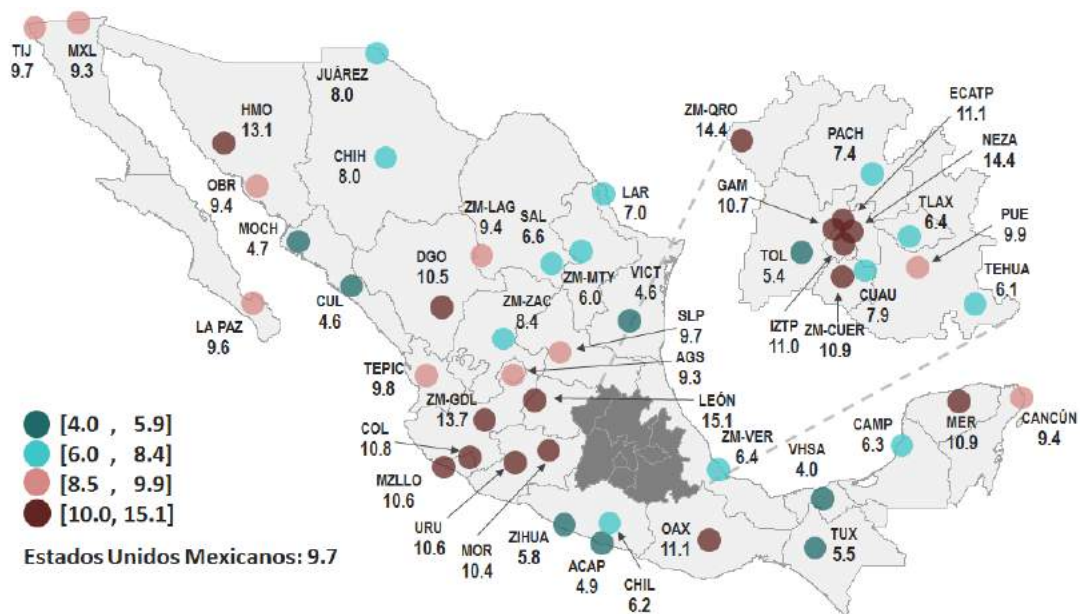 TIJ
9.7
MXL
9.3
JUÁREZ
8.0
HMO
13.1
CHIH
8.0
OBR
9.4
MOCH
4.7
ZM-LAG
9.4
SAL
6.6
LAR
7.0
DGO
10.5
CUL
4.6
ZM-MTY
6.0
VICT
4.6
LA PAZ
9.6
ZM-ZAC
8.4
SLP
9.7
TEPIC
9.8
AGS
9.3
ZM-GDL
13.7
LEÓN
15.1
COL
10.8
MZLLO
10.6
URU
10.6
MOR
10.4
ZIHUA
5.8
ACAP
4.9
CHIL
6.2
OAX
11.1
ZM-VER
6.4
VHSA
4.0
TUX
5.5
CAMP
6.3
MER
10.9
CANCÚN
9.4
ZM-QRO
14.4
PACH
7.4
ECATP
11.1
NEZA
14.4
GAM
10.7
TLAX
6.4
PUE
9.9
TOL
5.4
TEHUA
6.1
CUAU
7.9
IZTP
11.0
ZM-CUER
10.9
[4.0 , 5.9]
[6.0 , 8.4]
[8.5 , 9.9]
[10.0, 15.1]
Estados Unidos Mexicanos: 9.7